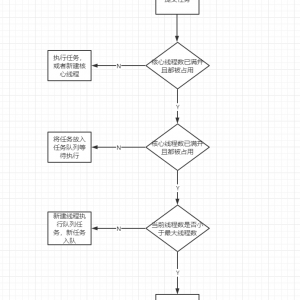 提交任务
执行任务,
或者新建核
心线程
核心线程数已满并
且都被占用
N
Y
将任务放入
任务队列等
待执行
核心线程数已满并
且都被占用
N
Y
新建线程执
行队列任
务,新任务
入队
当前线程数是否小
于最大线程数
N
Y